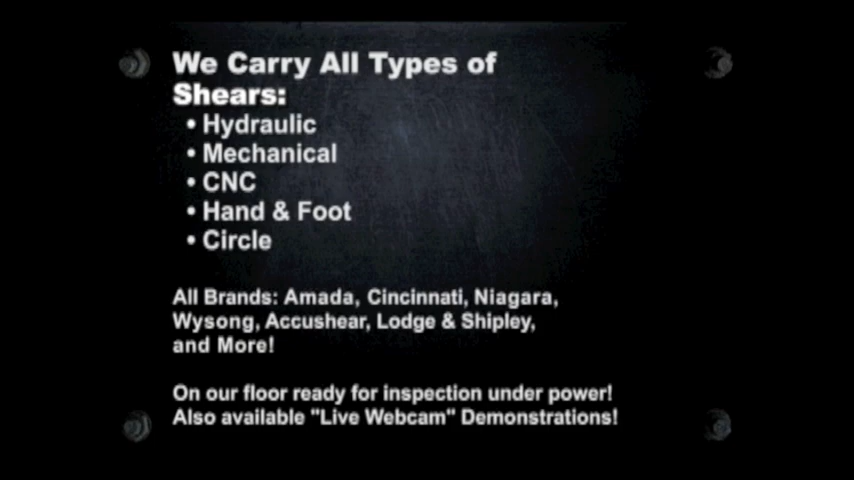 We Carry All Types of
Shears:
• Hydraulic
• Mechanical
• CNC
• Hand & Foot
• Circle
All Brands: Amada, Cincinnati, Niagara,
Wysong, Accushear, Lodge & Shipley,
and More!
On our floor ready for inspection under power!
Also available "Live Webcam" Demonstrations!